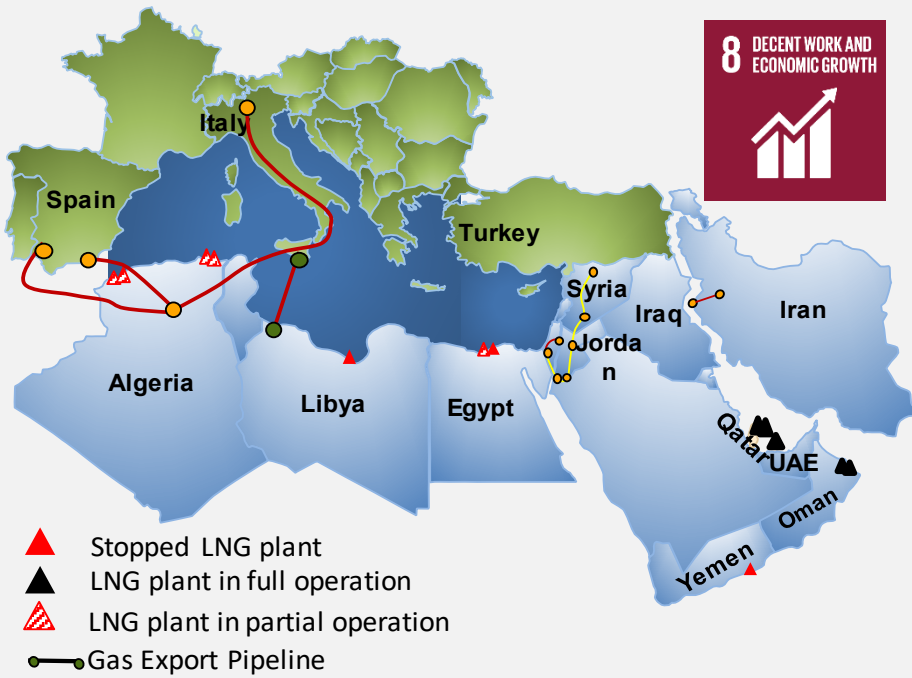 8 DECENT WORK AND
ECONOMIC GROWTH
Italy
Spain
Turkey
Syria
Iraq
Iran
Jorda
n
Algeria
Libya
Egypt
Qatar
UAE
Oman
Yemen
Stopped LNG plant
LNG plant in full operation
LNG plant in partial operation
Gas Export Pipeline